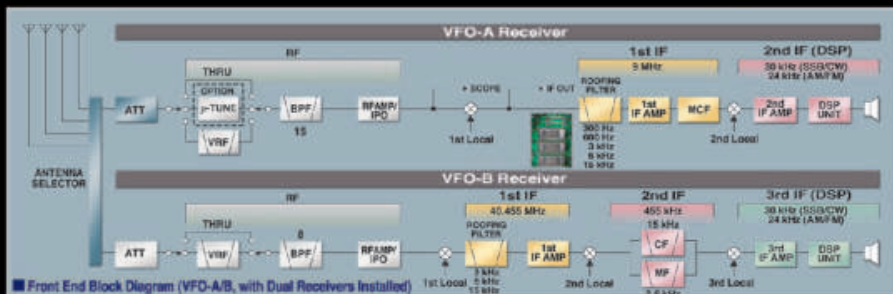 VFO-A Receiver
RF
1st IF
2nd IF (DSP)
9 MHz
30 kHz (SSB/CW)
24 kHz (AM/FM)
THRU
OPTION
μ-TUNE
ATT
VRF
BPF
15
RFAMP/
IPO
SCOPE
1st Local
IF OUT
ROOFING
FILTER
300 Hz
600 Hz
3 kHz
6 kHz
15 kHz
1st
IF AMP
MCF
2nd Local
2nd
IF AMP
DSP
UNIT
ANTENNA
SELECTOR
VFO-B Receiver
RF
1st IF
2nd IF
3rd IF (DSP)
40.455 MHz
455 kHz
30 kHz (SSB/CW)
24 kHz (AM/FM)
THRU
ATT
VRF
BPF
RFAMP/
IPO
1st Local
ROOFING
FILTER
3 kHz
6 kHz
15 kHz
1st
IF AMP
2nd Local
15 kHz
CF
MF
3rd Local
3rd
IF AMP
DSP
UNIT
Front End Block Diagram (VFO-A/B, with Dual Receivers Installed)